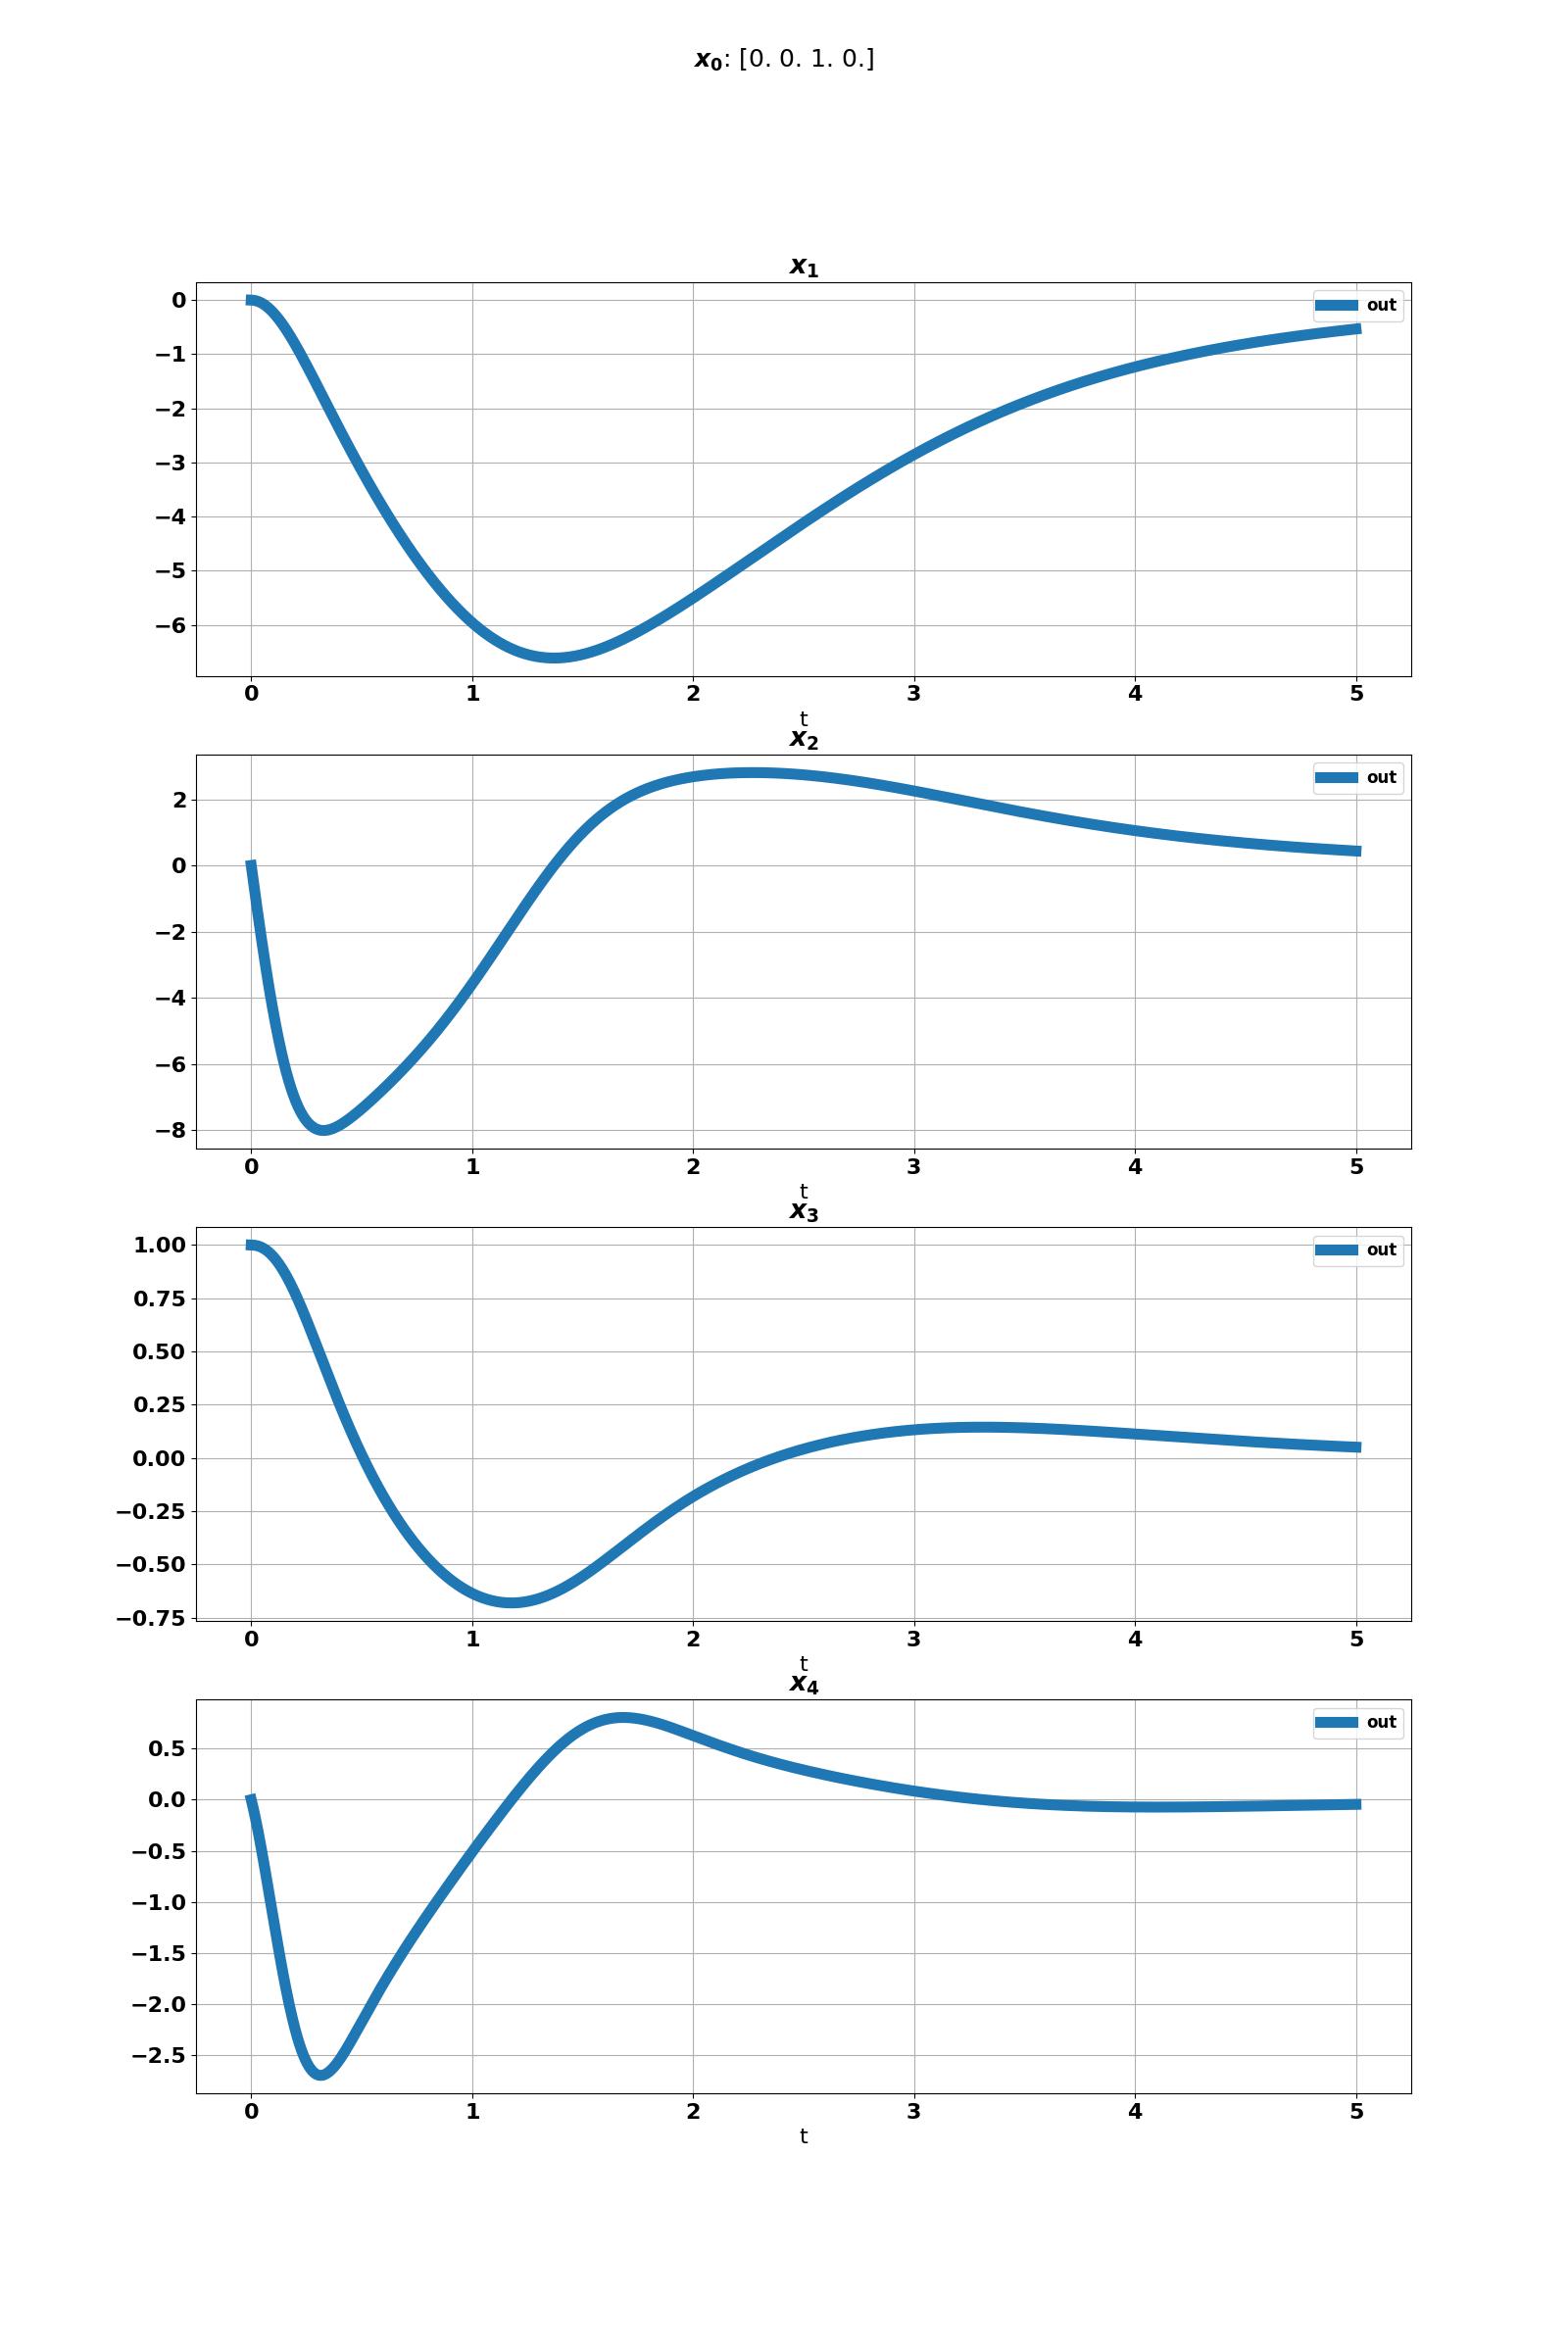 x₀: [0. 0. 1. 0.]
x₁
out
0
−1
−2
−3
−4
−5
−6
0 1 2 3 4 5
t
x₂
out
2
0
−2
−4
−6
−8
0 1 2 3 4 5
t
x₃
out
1.00
0.75
0.50
0.25
0.00
−0.25
−0.50
−0.75
0 1 2 3 4 5
t
x₄
out
0.5
0.0
−0.5
−1.0
−1.5
−2.0
−2.5
0 1 2 3 4 5
t